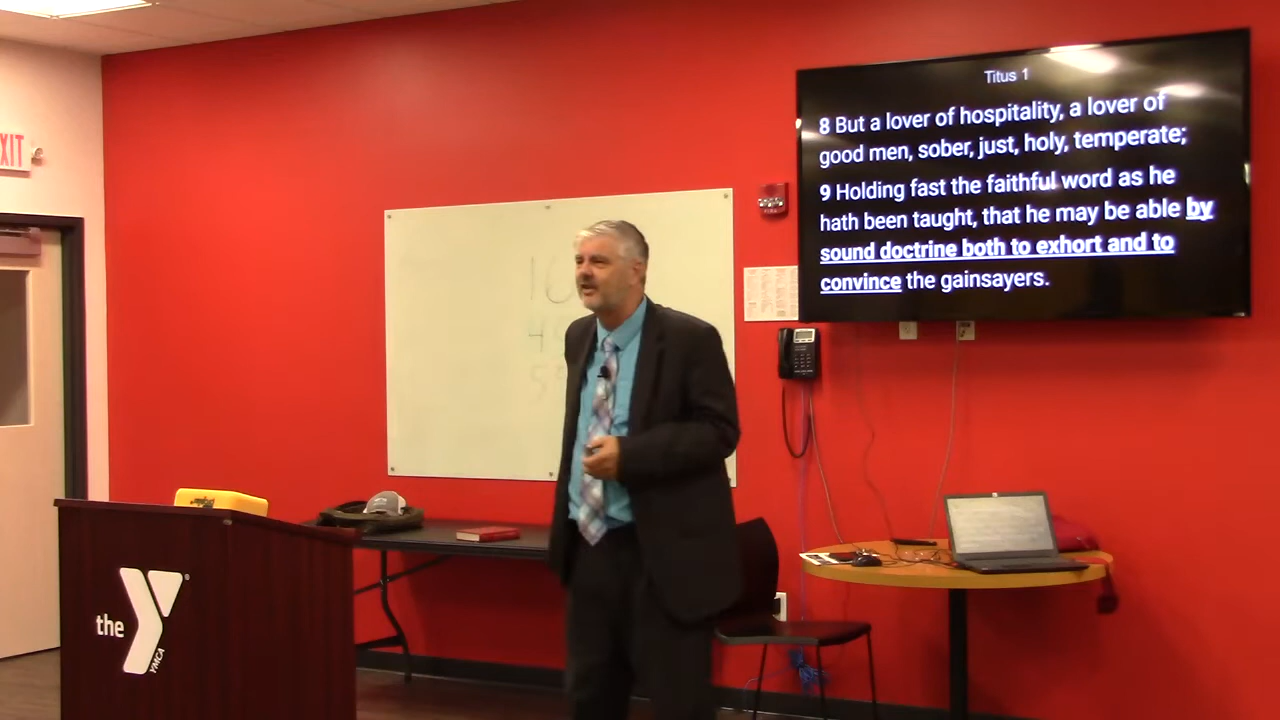 XIT
Titus 1
8 But a lover of hospitality, a lover of
good men, sober, just, holy, temperate;
9 Holding fast the faithful word as he
hath been taught, that he may be able by
sound doctrine both to exhort and to
convince the gainsayers.
FIRE
the Y
YMCA